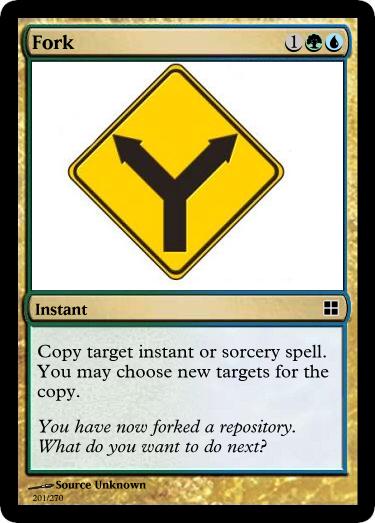 Fork
1
Instant
Copy target instant or sorcery spell.
You may choose new targets for the
copy.
You have now forked a repository.
What do you want to do next?
Source Unknown
201/270